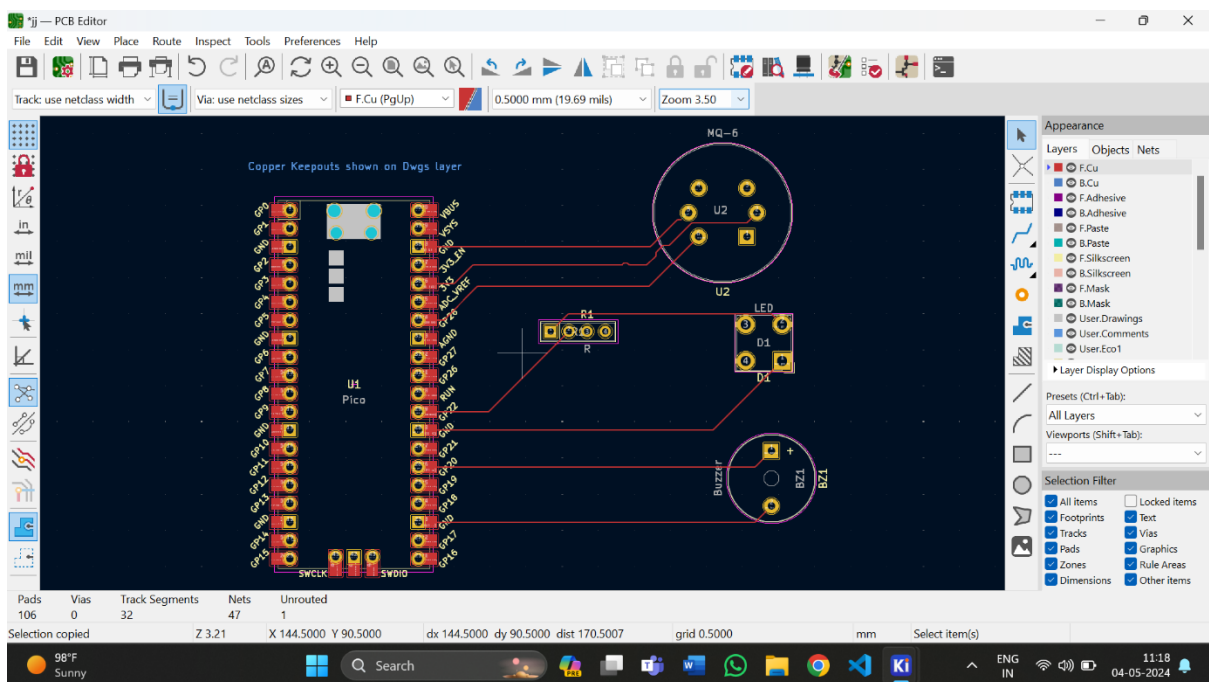 *jj — PCB Editor
File Edit View Place Route Inspect Tools Preferences Help
Track: use netclass width
Via: use netclass sizes
F.Cu (PgUp)
0.5000 mm (19.69 mils)
Zoom 3.50
in
mil
mm
Copper Keepouts shown on Dwgs layer
MQ-6
U2
U2
GP0
GP1
GND
GP2
GP3
GP4
GP5
GND
GP6
GP7
GP8
GP9
GND
GP10
GP11
GP12
GP13
GND
GP14
GP15
VBUS
VSYS
GND
3V3_EN
3V3
ADC_VREF
GP28
AGND
GP27
GP26
RUN
GP22
GND
GP21
GP20
GP19
GP18
GND
GP17
GP16
U1
Pico
SWCLK
SWDIO
R1
R
LED
3
D1
4
D1
Buzzer
+
BZ1
BZ1
Appearance
Layers Objects Nets
F.Cu
B.Cu
F.Adhesive
B.Adhesive
F.Paste
B.Paste
F.Silkscreen
B.Silkscreen
F.Mask
B.Mask
User.Drawings
User.Comments
User.Eco1
Layer Display Options
Presets (Ctrl+Tab):
All Layers
Viewports (Shift+Tab):
---
Selection Filter
All items Locked items
Footprints Text
Tracks Vias
Pads Graphics
Zones Rule Areas
Dimensions Other items
Pads Vias Track Segments Nets Unrouted
106 0 32 47 1
Selection copied Z 3.21 X 144.5000 Y 90.5000 dx 144.5000 dy 90.5000 dist 170.5007 grid 0.5000 mm Select item(s)
98°F
Sunny
Search
PRE
Ki
ENG
IN
11:18
04-05-2024